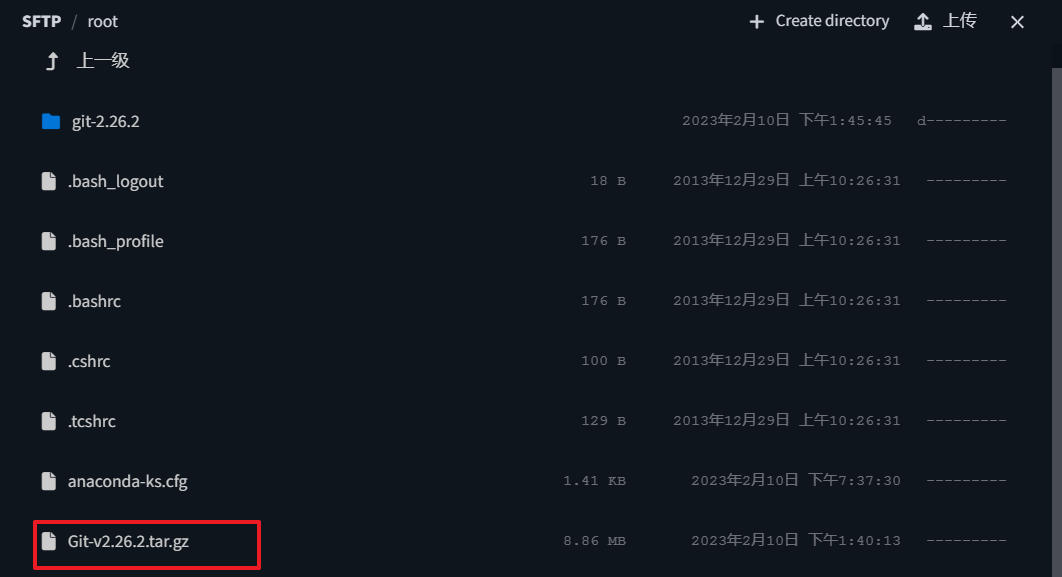 SFTP / root + Create directory 上传 ×
上一级
git-2.26.2 2023年2月10日 下午1:45:45 d---------
.bash_logout 18 B 2013年12月29日 上午10:26:31 ---------
.bash_profile 176 B 2013年12月29日 上午10:26:31 ---------
.bashrc 176 B 2013年12月29日 上午10:26:31 ---------
.cshrc 100 B 2013年12月29日 上午10:26:31 ---------
.tcshrc 129 B 2013年12月29日 上午10:26:31 ---------
anaconda-ks.cfg 1.41 KB 2023年2月10日 下午7:37:30 ---------
Git-v2.26.2.tar.gz 8.86 MB 2023年2月10日 下午1:40:13 ---------